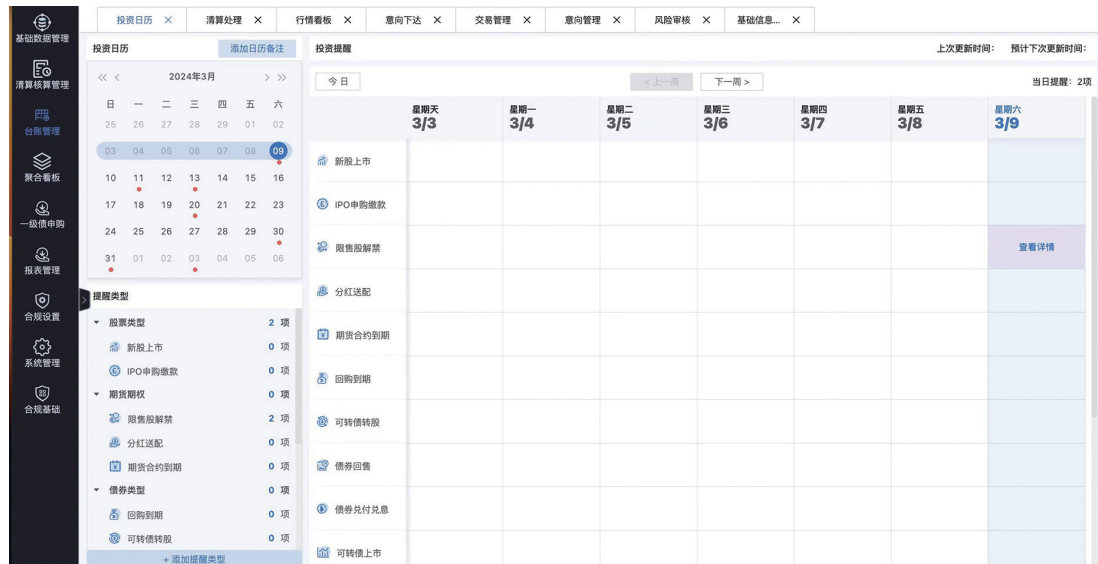 投资日历 ×
清算处理 ×
行情看板 ×
意向下达 ×
交易管理 ×
意向管理 ×
风险审核 ×
基础信息... ×
基础数据管理
清算核算管理
台账管理
聚合看板
一级债申购
报表管理
合规设置
系统管理
合规基础
投资日历
添加日历备注
<< < 2024年3月 > >>
日 一 二 三 四 五 六
25 26 27 28 29 01 02
03 04 05 06 07 08 09
10 11 12 13 14 15 16
17 18 19 20 21 22 23
24 25 26 27 28 29 30
31 01 02 03 04 05 06
提醒类型
股票类型 2 项
新股上市 0 项
IPO申购缴款 0 项
期货期权 0 项
限售股解禁 2 项
分红送配 0 项
期货合约到期 0 项
债券类型 0 项
回购到期 0 项
可转债转股 0 项
+ 添加提醒类型
投资提醒
上次更新时间： 预计下次更新时间：
今日
< 上一周
下一周 >
当日提醒：2项
星期天 星期一 星期二 星期三 星期四 星期五 星期六
3/3 3/4 3/5 3/6 3/7 3/8 3/9
新股上市
IPO申购缴款
限售股解禁 查看详情
分红送配
期货合约到期
回购到期
可转债转股
债券回售
债券兑付兑息
可转债上市